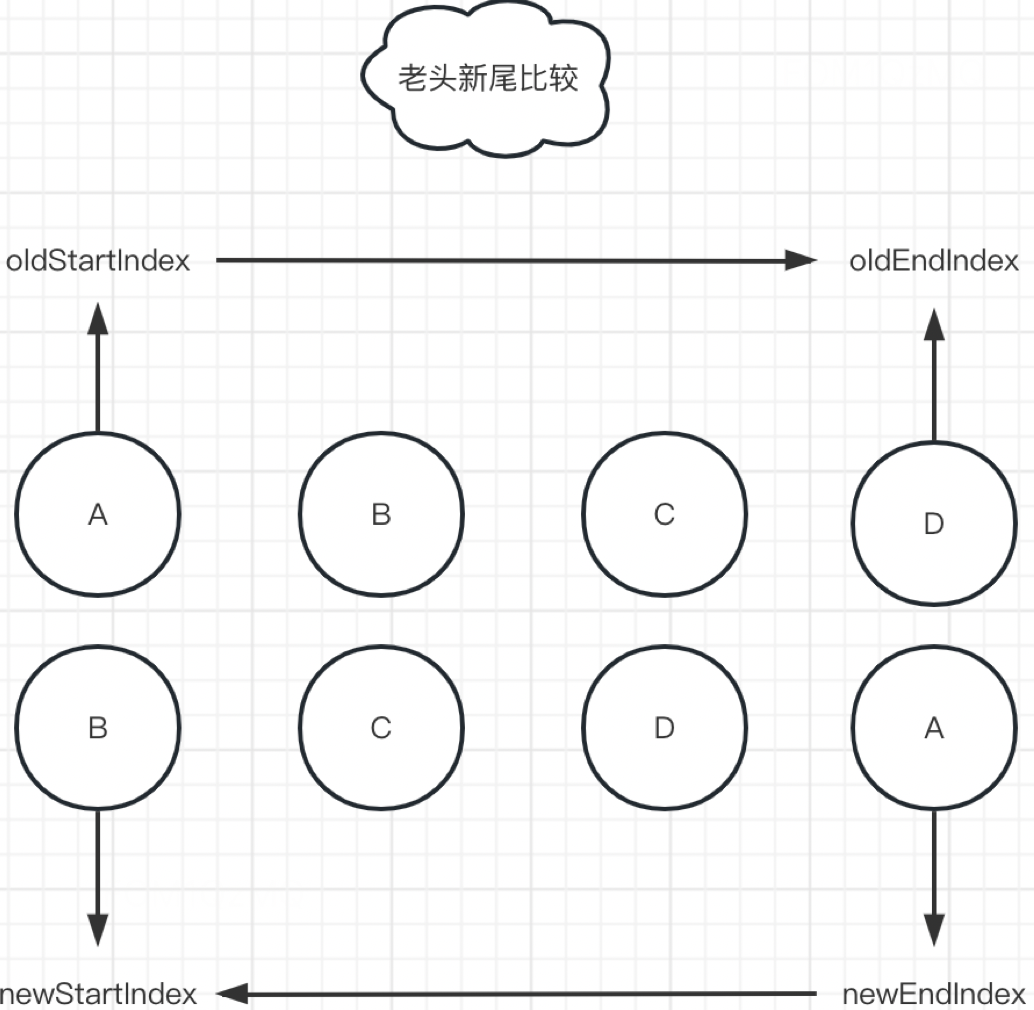 老头新尾比较
oldStartIndex
oldEndIndex
A
B
C
D
B
C
D
A
newStartIndex
newEndIndex